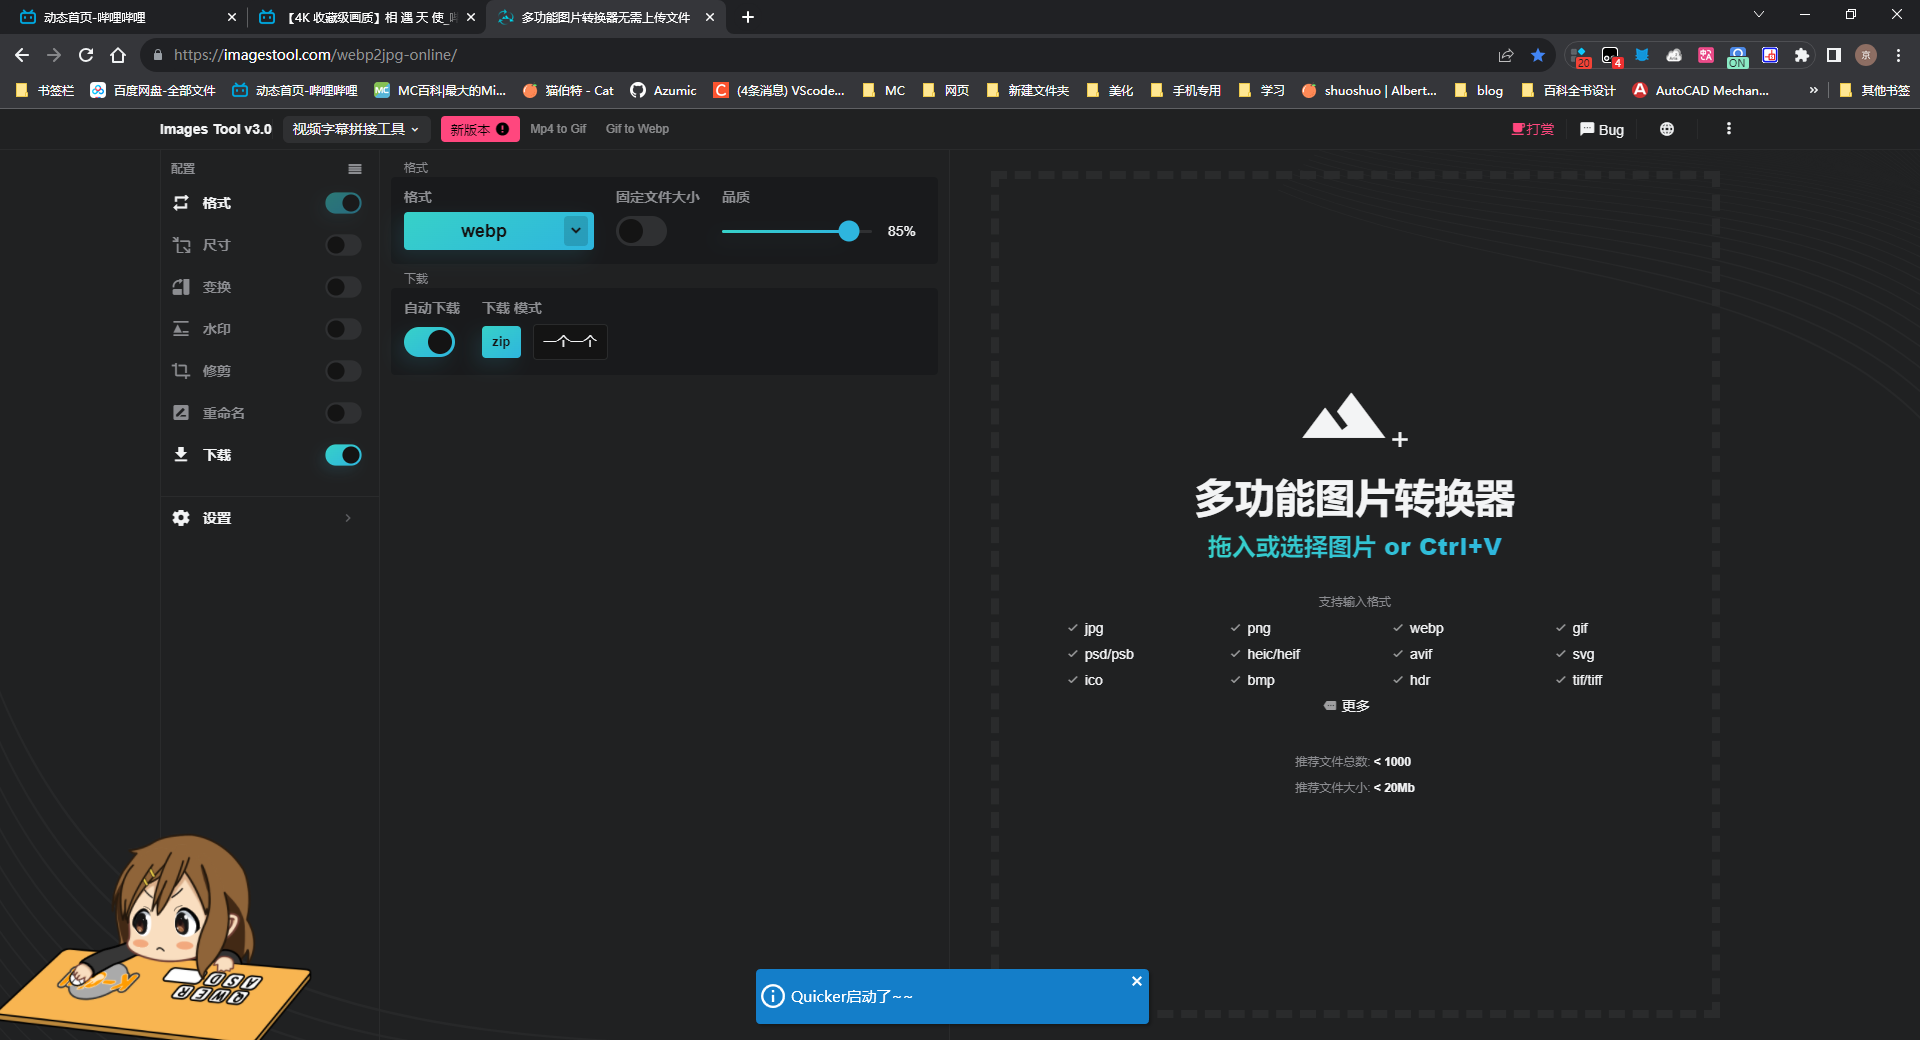 动态首页-哔哩哔哩
【4K 收藏级画质】相 遇 天 使_
多功能图片转换器无需上传文件
https://imagestool.com/webp2jpg-online/
20
4
ON
京
书签栏
百度网盘-全部文件
动态首页-哔哩哔哩
MC百科|最大的Mi...
猫伯特 - Cat
Azumic
(4条消息) VScode...
MC
网页
新建文件夹
美化
手机专用
学习
shuoshuo | Albert...
blog
百科全书设计
AutoCAD Mechan...
»
其他书签
Images Tool v3.0
视频字幕拼接工具
新版本
Mp4 to Gif
Gif to Webp
打赏
Bug
配置
格式
尺寸
变换
水印
修剪
重命名
下载
设置
格式
格式
固定文件大小
品质
webp
85%
下载
自动下载
下载 模式
zip
一个一个
多功能图片转换器
拖入或选择图片 or Ctrl+V
支持输入格式
jpg
png
webp
gif
psd/psb
heic/heif
avif
svg
ico
bmp
hdr
tif/tiff
更多
推荐文件总数: < 1000
推荐文件大小: < 20Mb
QWER
ASD
Quicker启动了~~